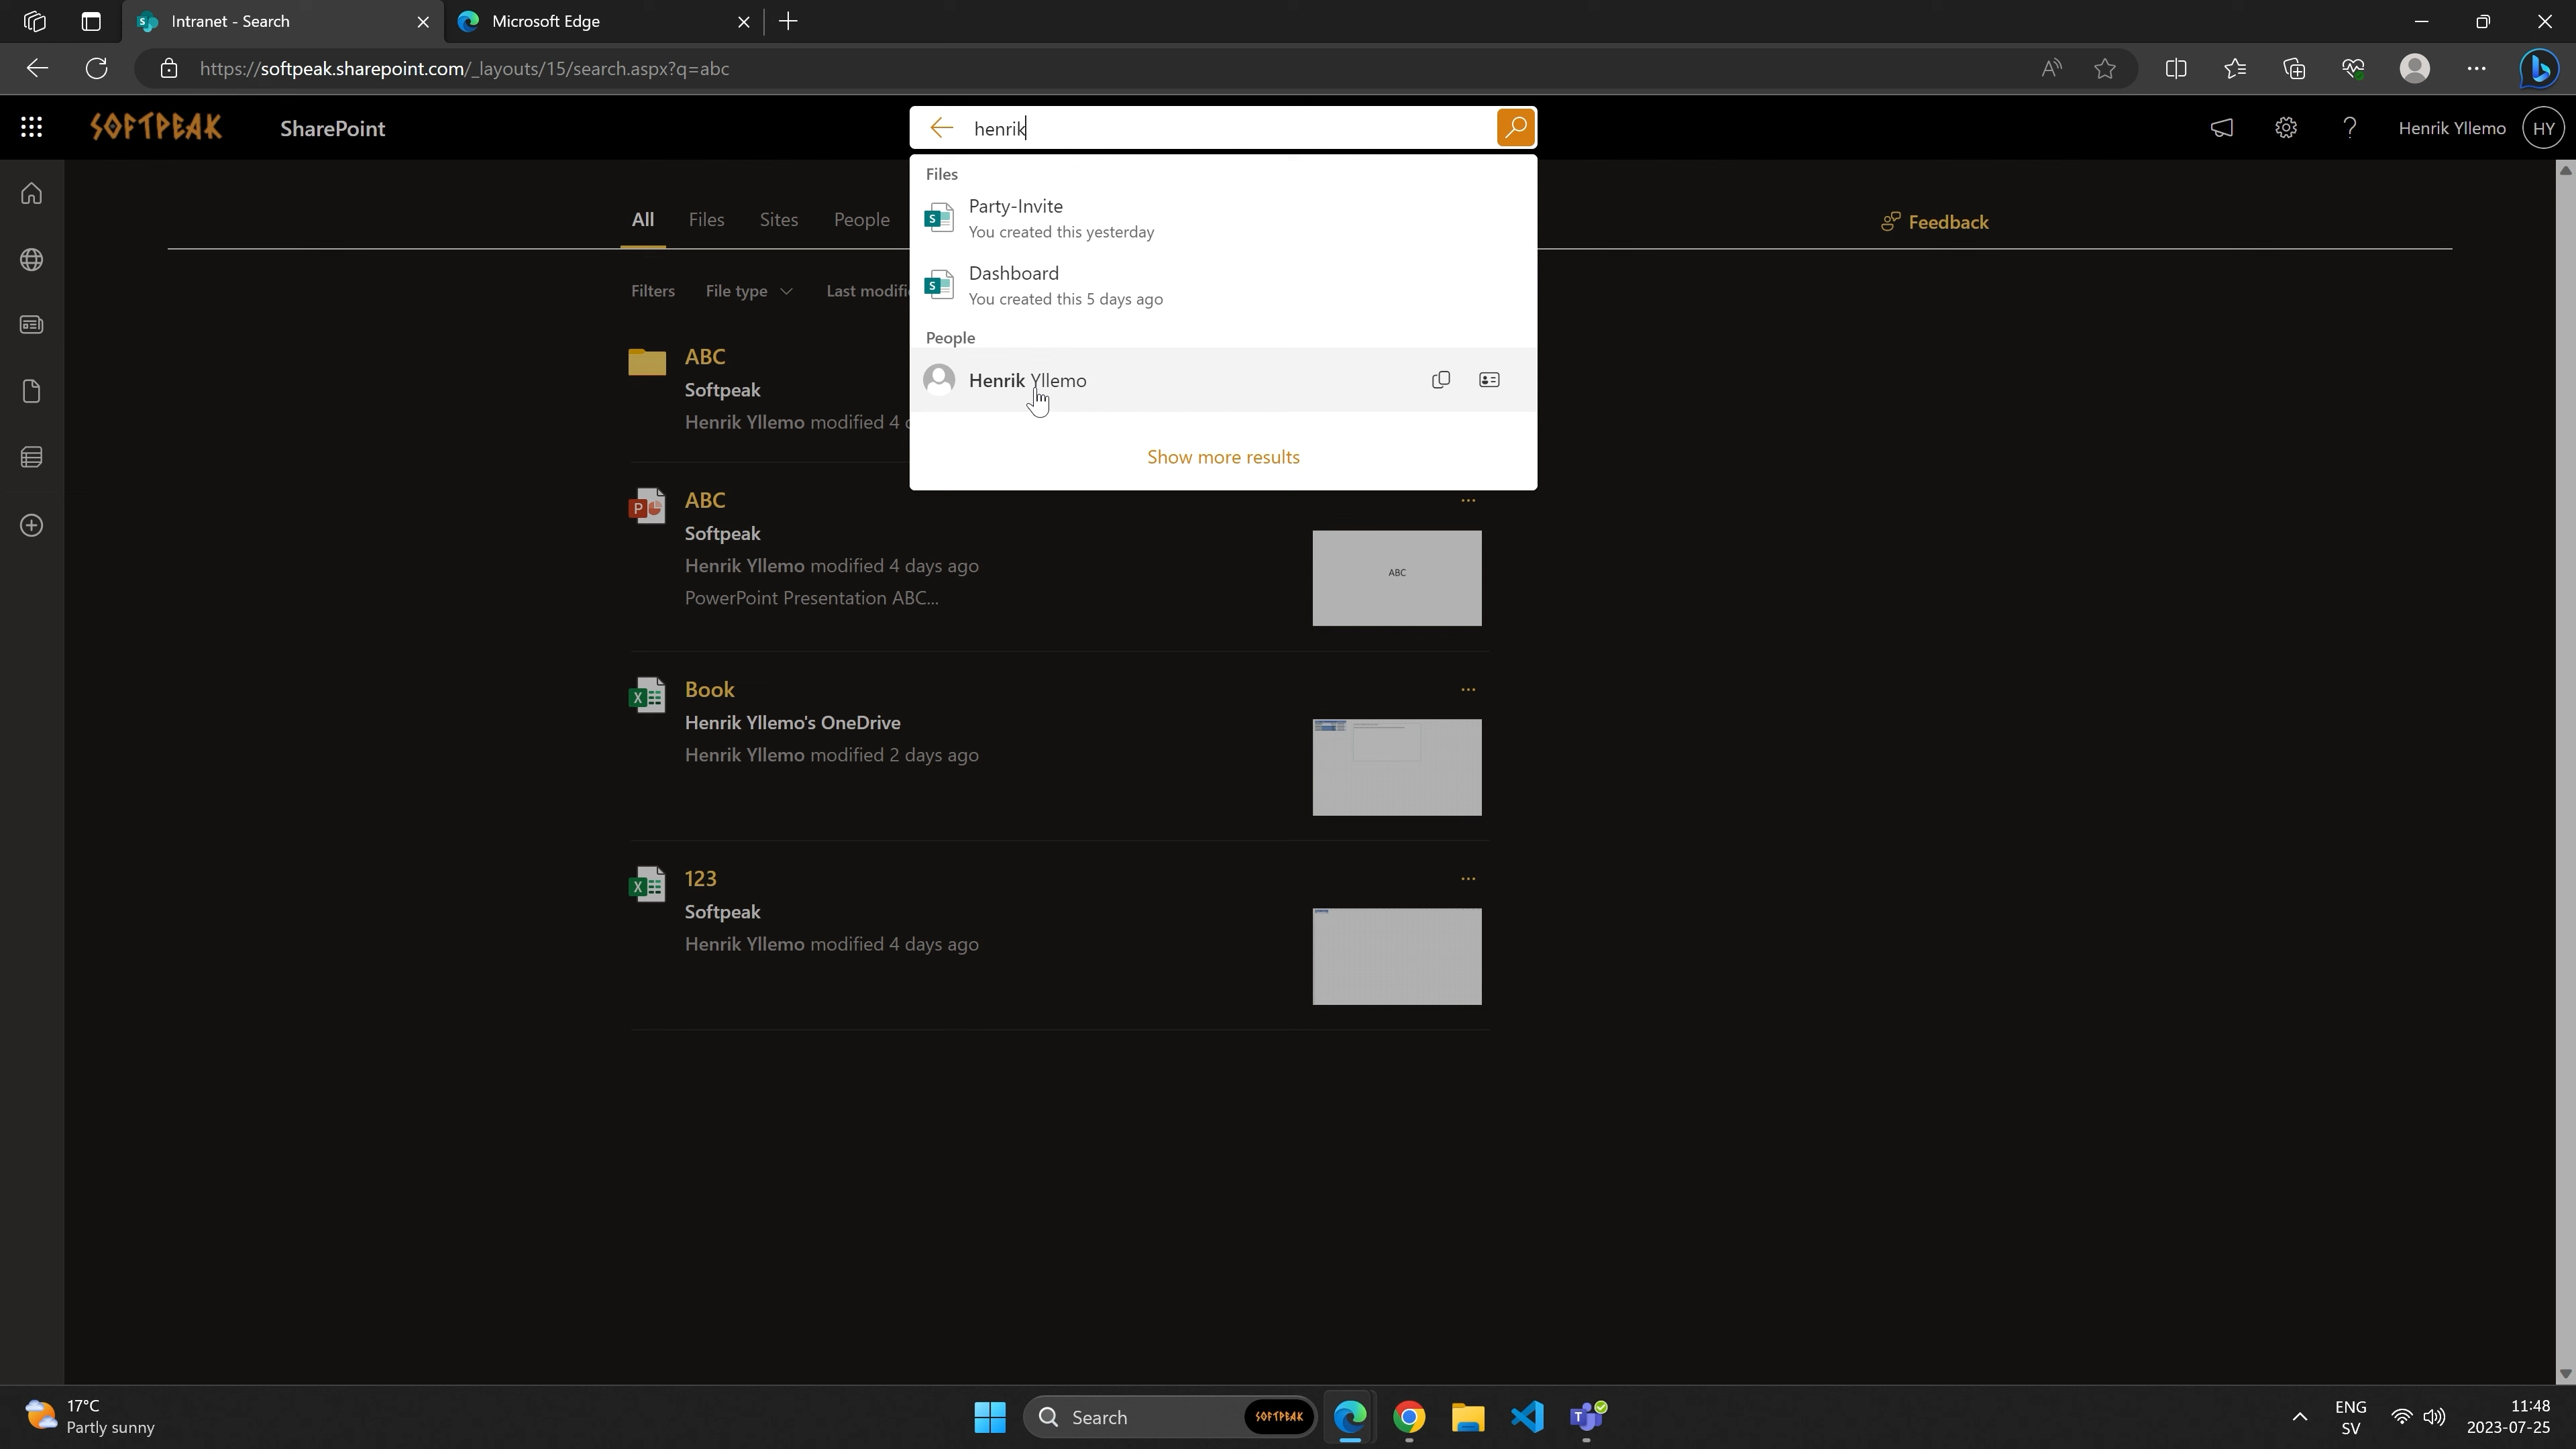 Intranet - Search
Microsoft Edge
https://softpeak.sharepoint.com/_layouts/15/search.aspx?q=abc
SOFTPEAK
SharePoint
henrik
Henrik Yllemo
HY
Files
Party-Invite
You created this yesterday
Dashboard
You created this 5 days ago
People
Henrik Yllemo
Show more results
All
Files
Sites
People
Feedback
Filters
File type
Last modifi
ABC
Softpeak
Henrik Yllemo modified 4 d
ABC
Softpeak
Henrik Yllemo modified 4 days ago
PowerPoint Presentation ABC...
ABC
Book
Henrik Yllemo's OneDrive
Henrik Yllemo modified 2 days ago
123
Softpeak
Henrik Yllemo modified 4 days ago
17°C
Partly sunny
Search
SOFTPEAK
ENG
SV
11:48
2023-07-25